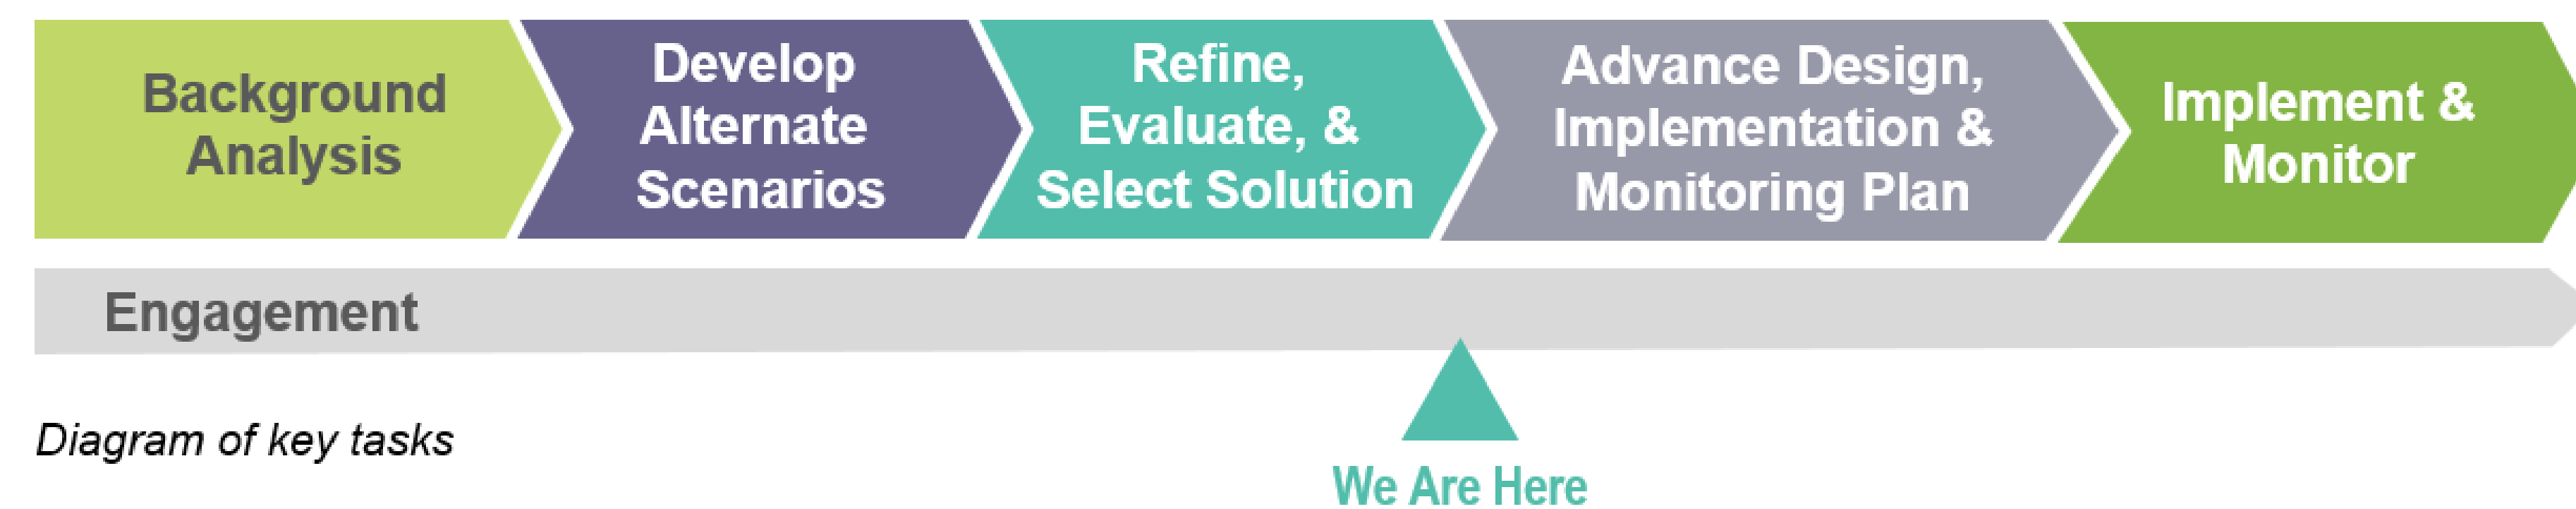 Background
Analysis
Develop
Alternate
Scenarios
Refine,
Evaluate, &
Select Solution
Advance Design,
Implementation &
Monitoring Plan
Implement &
Monitor
Engagement
Diagram of key tasks
We Are Here